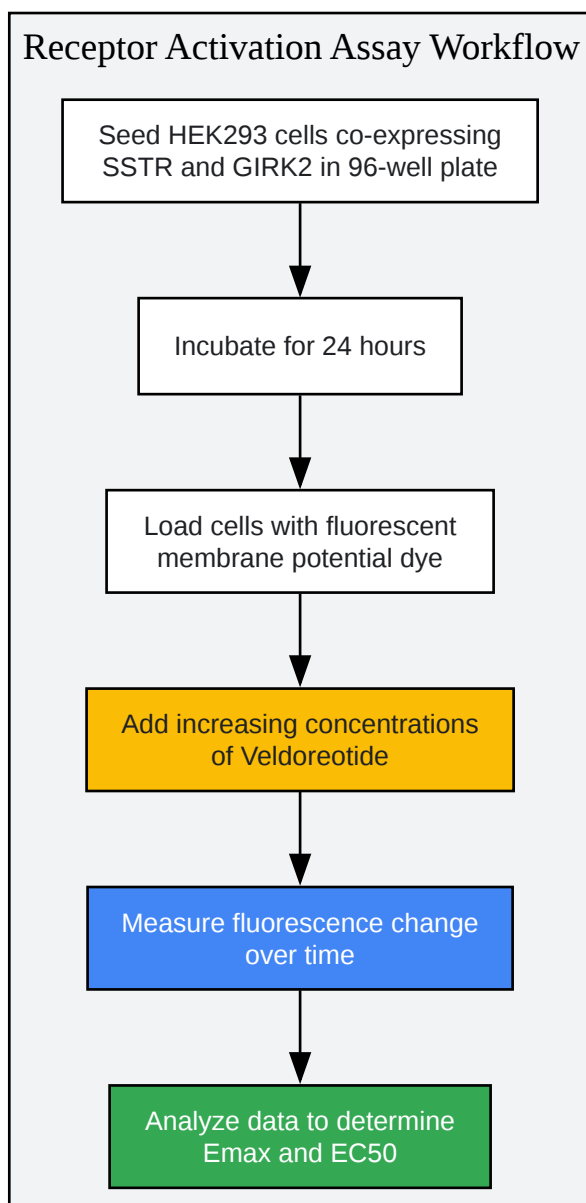 Receptor Activation Assay Workflow
Seed HEK293 cells co-expressing
SSTR and GIRK2 in 96-well plate
Incubate for 24 hours
Load cells with fluorescent
membrane potential dye
Add increasing concentrations
of Veldoreotide
Measure fluorescence change
over time
Analyze data to determine
Emax and EC50